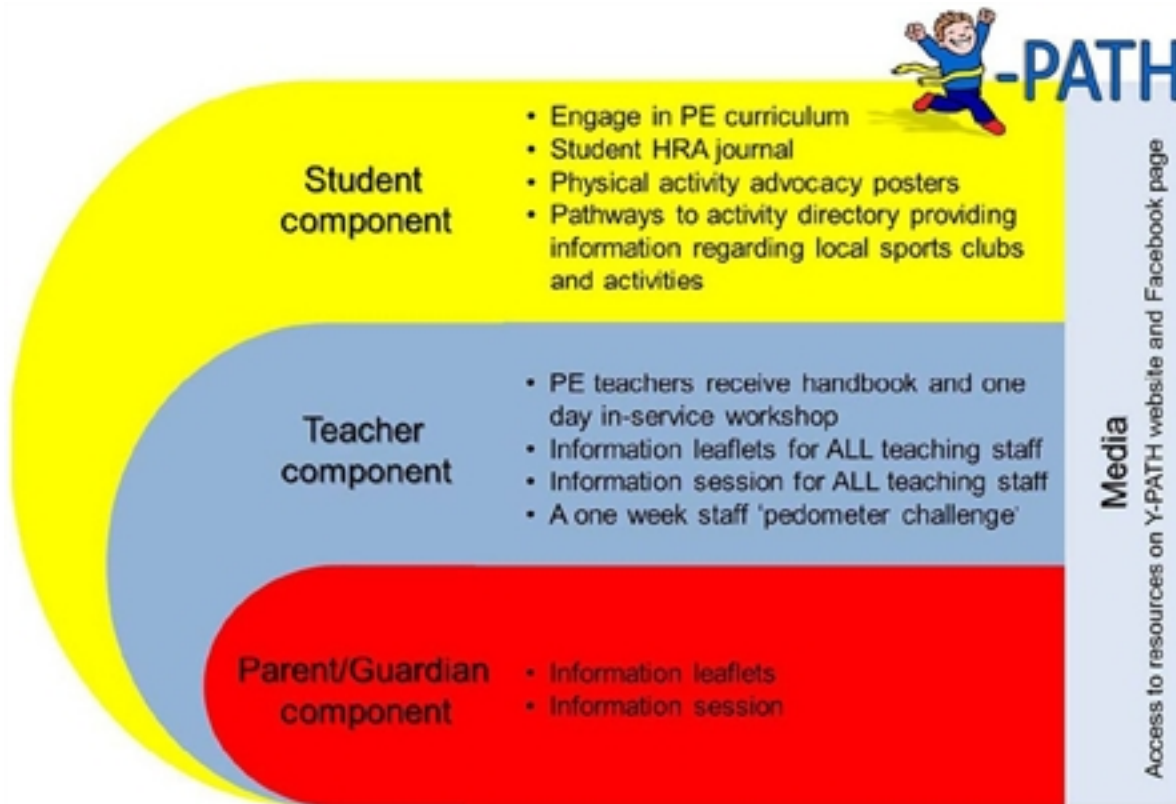 -PATH
Student
component
• Engage in PE curriculum
• Student HRA journal
• Physical activity advocacy posters
• Pathways to activity directory providing
information regarding local sports clubs
and activities
Teacher
component
• PE teachers receive handbook and one
day in-service workshop
• Information leaflets for ALL teaching staff
• Information session for ALL teaching staff
• A one week staff 'pedometer challenge'
Parent/Guardian
component
• Information leaflets
• Information session
Media
Access to resources on Y-PATH website and Facebook page